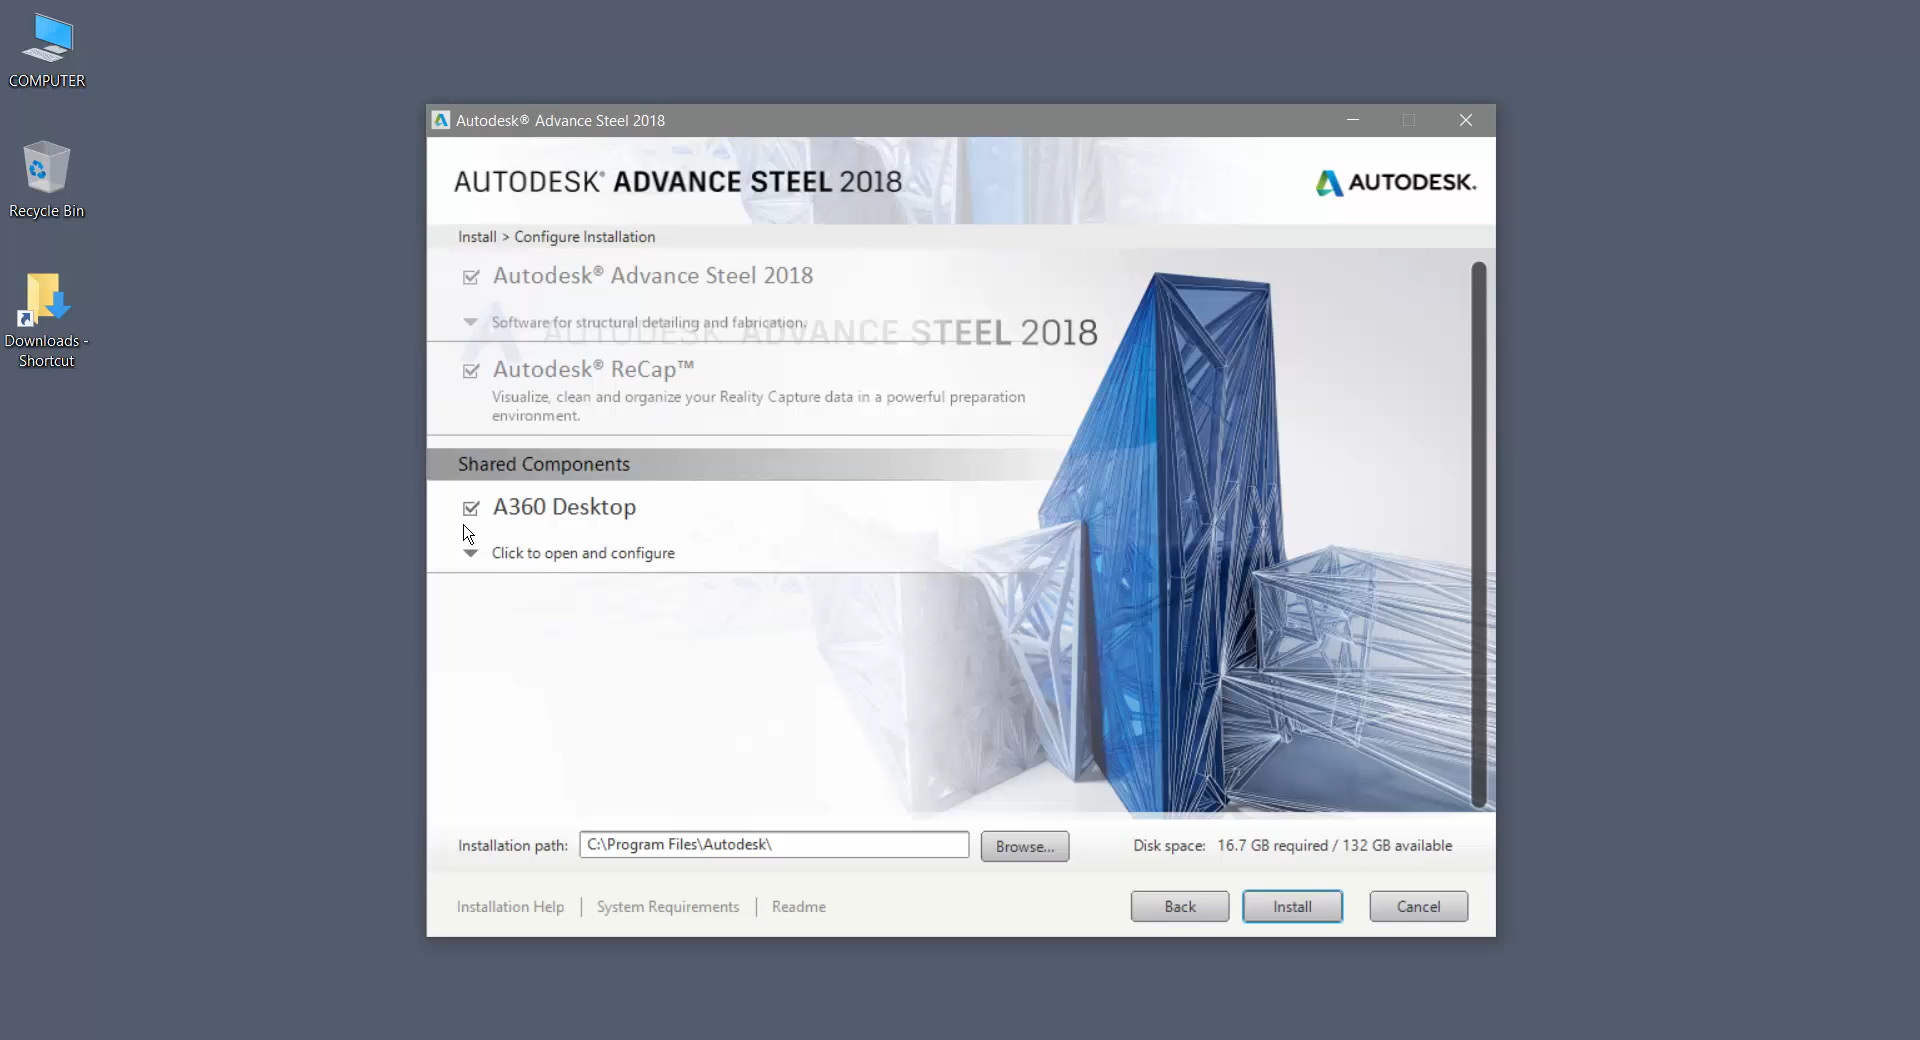 COMPUTER
Recycle Bin
Downloads -
Shortcut
Autodesk® Advance Steel 2018
AUTODESK® ADVANCE STEEL 2018
AUTODESK.
Install > Configure Installation
Autodesk® Advance Steel 2018
Software for structural detailing and fabrication.
AUTODESK ADVANCE STEEL 2018
Autodesk® ReCap™
Visualize, clean and organize your Reality Capture data in a powerful preparation
environment.
Shared Components
A360 Desktop
Click to open and configure
Installation path: C:\Program Files\Autodesk\ Browse... Disk space: 16.7 GB required / 132 GB available
Installation Help | System Requirements | Readme Back Install Cancel